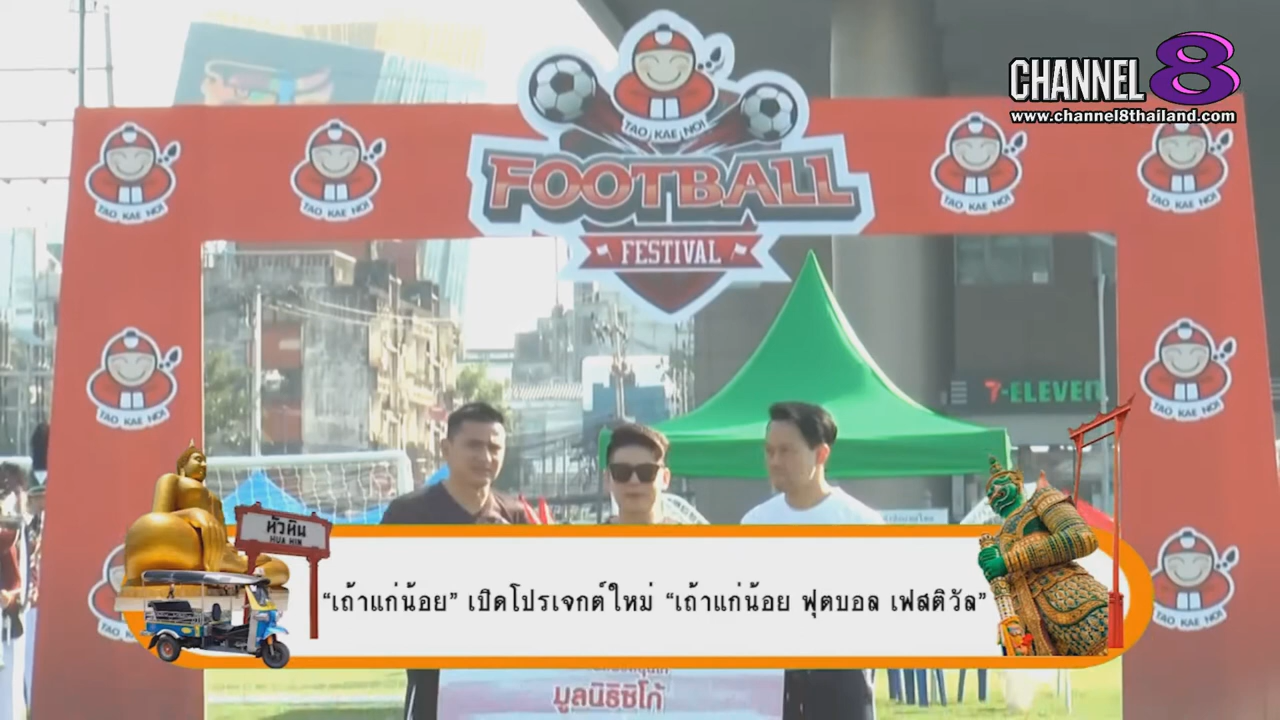 CHANNEL 8
www.channel8thailand.com
TAO KAE NOI
FOOTBALL
FESTIVAL
TAO KAE NOI
TAO KAE NOI
TAO KAE NOI
TAO KAE NOI
TAO KAE NOI
TAO KAE NOI
7-ELEVEN
หัวหิน
HUA HIN
“เถ้าแก่น้อย” เปิดโปรเจกต์ใหม่ “เถ้าแก่น้อย ฟุตบอล เฟสติวัล”
TAO KAE NOI
มูลนิธิซิโก้